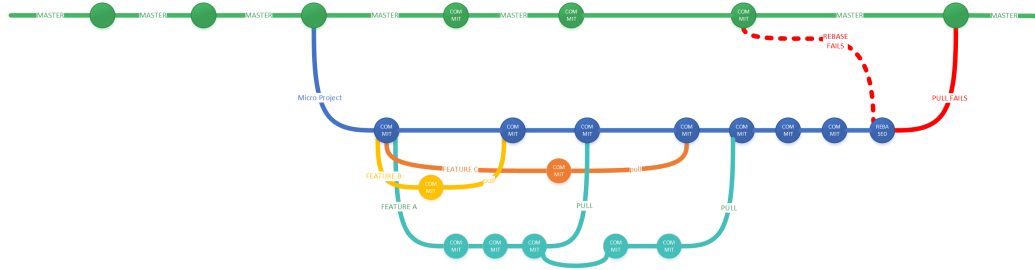 MASTER
MASTER
MASTER
COM
MIT
MASTER
COM
MIT
COM
MIT
MASTER
MASTER
REBASE
FAILS
Micro Project
PULL FAILS
COM
MIT
COM
MIT
COM
MIT
COM
MIT
COM
MIT
COM
MIT
COM
MIT
REBA
SED
FEATURE B
FEATURE C
COM
MIT
pull
COM
MIT
pull
FEATURE A
PULL
PULL
COM
MIT
COM
MIT
COM
MIT
COM
MIT
COM
MIT